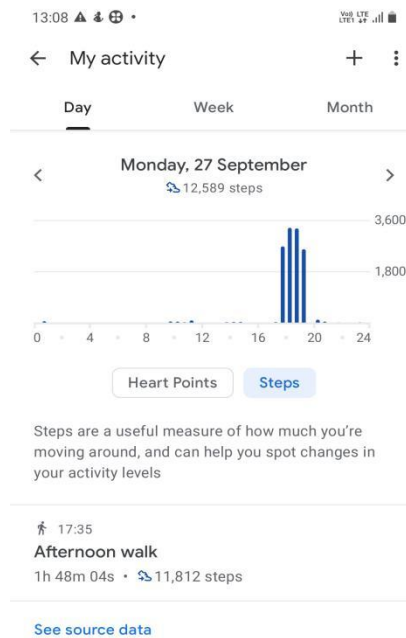 13:08
Vo)) LTE
LTE1
My activity
Day Week Month
Monday, 27 September
12,589 steps
3,600
1,800
0 4 8 12 16 20 24
Heart Points Steps
Steps are a useful measure of how much you're
moving around, and can help you spot changes in
your activity levels
17:35
Afternoon walk
1h 48m 04s • 11,812 steps
See source data